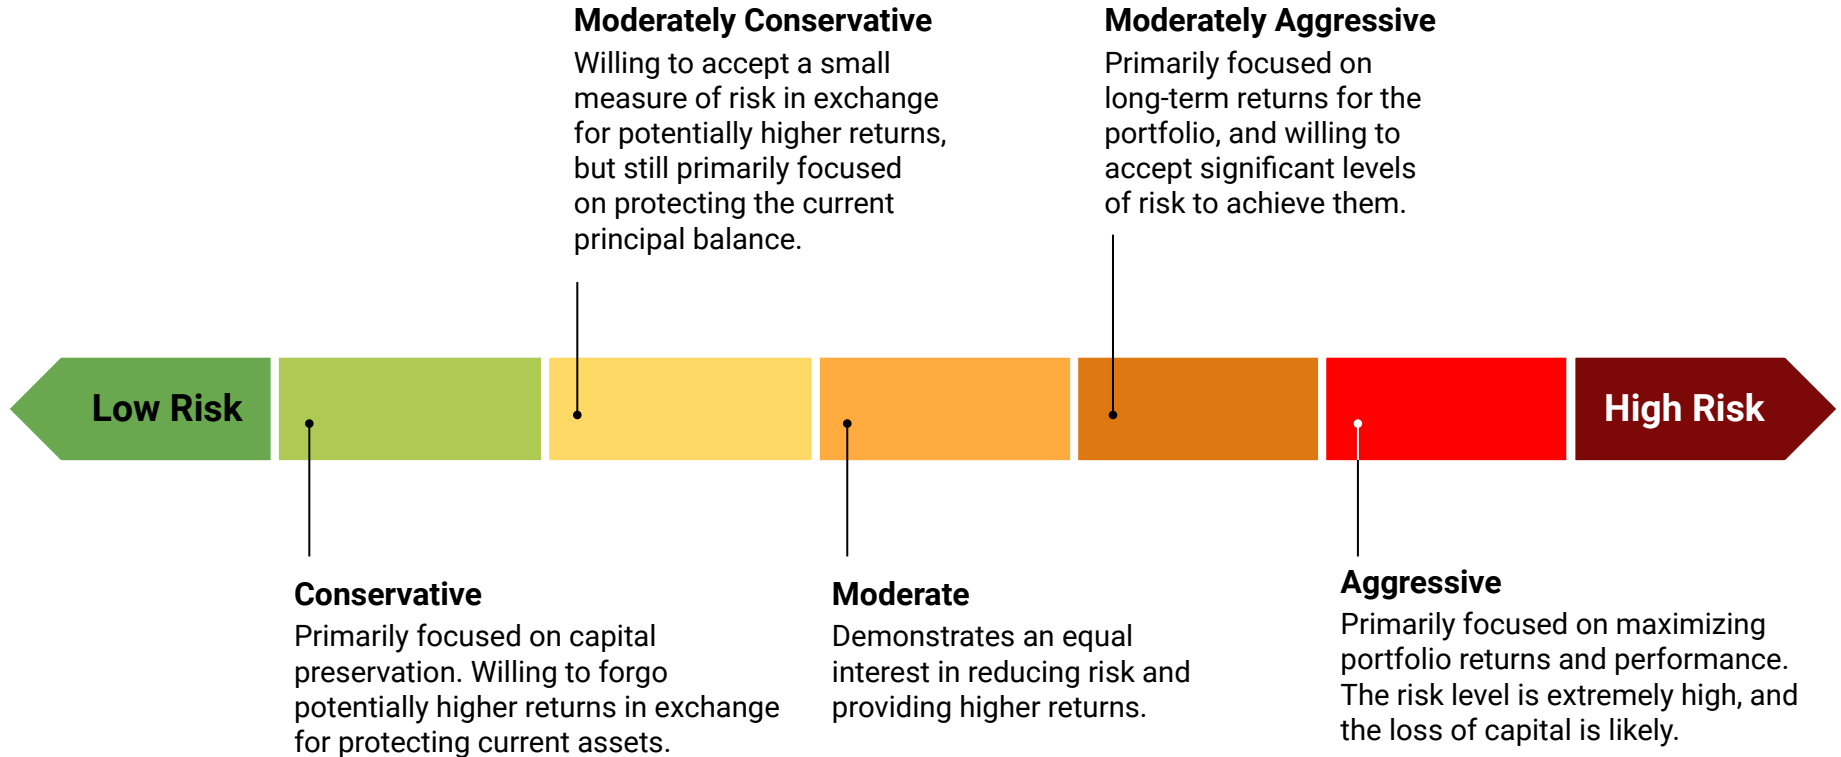 Moderately Conservative
Willing to accept a small
measure of risk in exchange
for potentially higher returns,
but still primarily focused
on protecting the current
principal balance.
Moderately Aggressive
Primarily focused on
long-term returns for the
portfolio, and willing to
accept significant levels
of risk to achieve them.
Low Risk
High Risk
Conservative
Primarily focused on capital
preservation. Willing to forgo
potentially higher returns in exchange
for protecting current assets.
Moderate
Demonstrates an equal
interest in reducing risk and
providing higher returns.
Aggressive
Primarily focused on maximizing
portfolio returns and performance.
The risk level is extremely high, and
the loss of capital is likely.